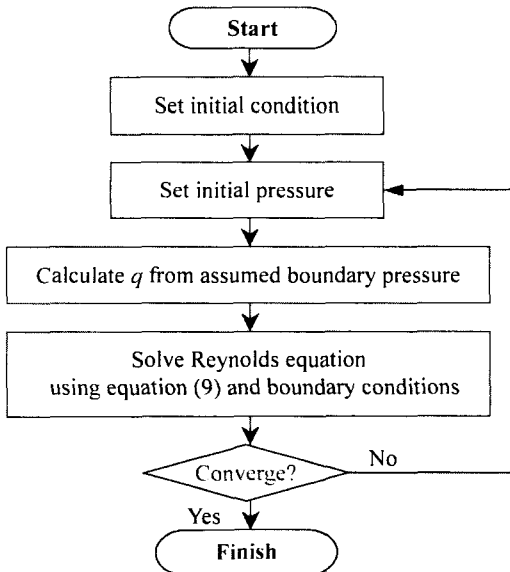 Start
Set initial condition
Set initial pressure
Calculate q from assumed boundary pressure
Solve Reynolds equation
using equation (9) and boundary conditions
Converge?
No
Yes
Finish